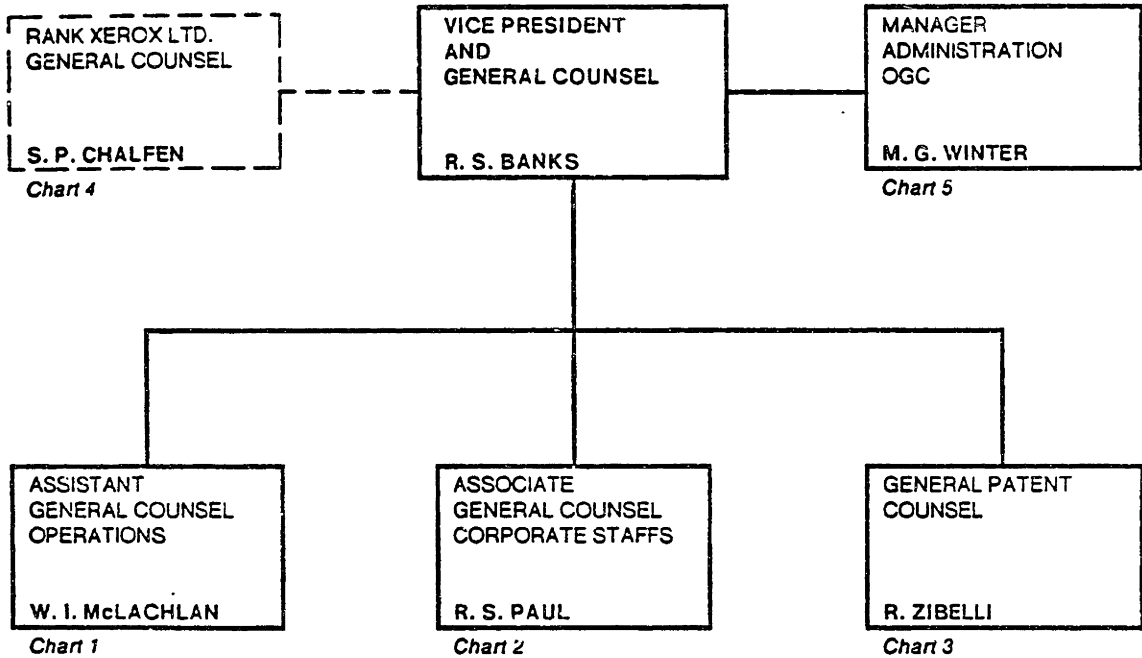 RANK XEROX LTD.
GENERAL COUNSEL
S. P. CHALFEN
Chart 4
VICE PRESIDENT
AND
GENERAL COUNSEL
R. S. BANKS
MANAGER
ADMINISTRATION
OGC
M. G. WINTER
Chart 5
ASSISTANT
GENERAL COUNSEL
OPERATIONS
W. I. McLACHLAN
Chart 1
ASSOCIATE
GENERAL COUNSEL
CORPORATE STAFFS
R. S. PAUL
Chart 2
GENERAL PATENT
COUNSEL
R. ZIBELLI
Chart 3